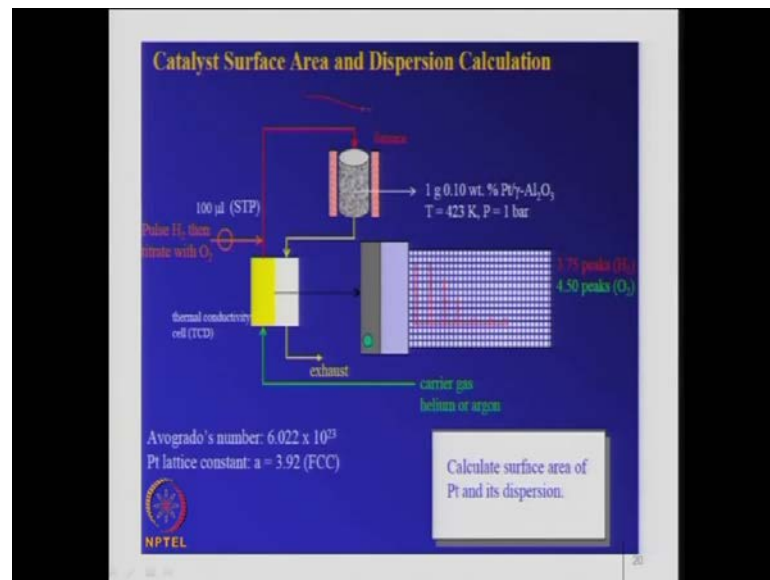 Catalyst Surface Area and Dispersion Calculation
1 g 0.10 wt. % Pt/γ-Al₂O₃
T = 423 K, P = 1 bar
100 μl (STP)
Pulse H₂ then
titrate with O₂
3.75 peaks (H₂)
4.50 peaks (O₂)
thermal conductivity
cell (TCD)
exhaust
carrier gas
helium or argon
Avogrado's number: 6.022 x 10²³
Pt lattice constant: a = 3.92 (FCC)
Calculate surface area of
Pt and its dispersion.
NPTEL
20